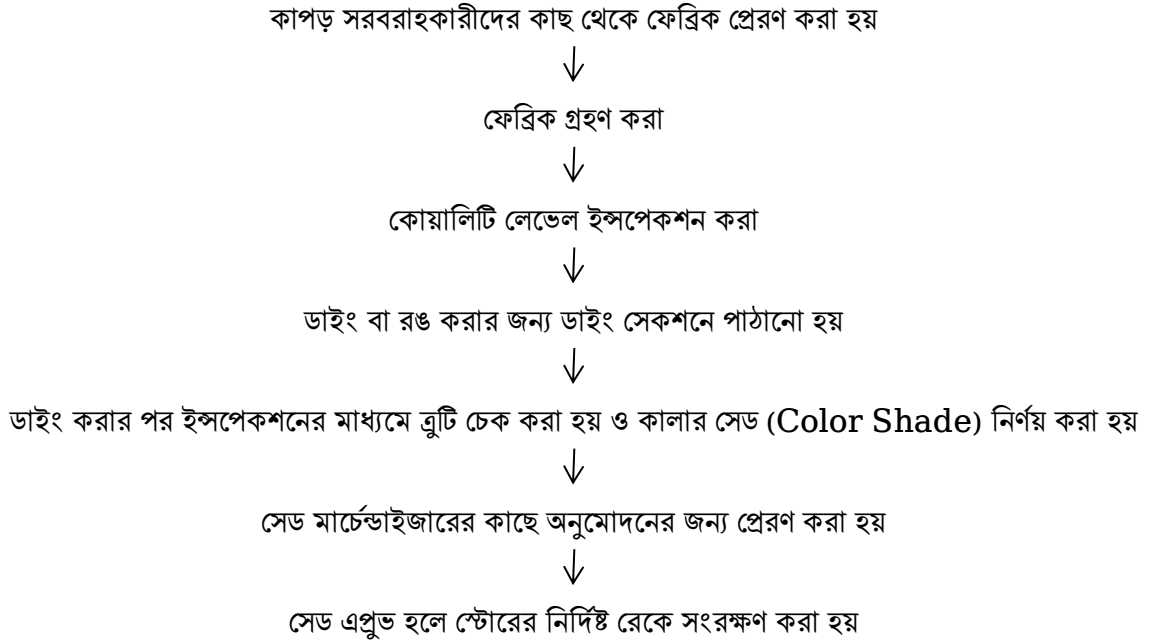 কাপড় সরবরাহকারীদের কাছ থেকে ফেব্রিক প্রেরণ করা হয়
ফেব্রিক গ্রহণ করা
কোয়ালিটি লেভেল ইন্সপেকশন করা
ডাইং বা রঙ করার জন্য ডাইং সেকশনে পাঠানো হয়
ডাইং করার পর ইন্সপেকশনের মাধ্যমে ত্রুটি চেক করা হয় ও কালার সেড (Color Shade) নির্ণয় করা হয়
সেড মার্চেন্ডাইজারের কাছে অনুমোদনের জন্য প্রেরণ করা হয়
সেড এপ্রুভ হলে স্টোরের নির্দিষ্ট রেকে সংরক্ষণ করা হয়